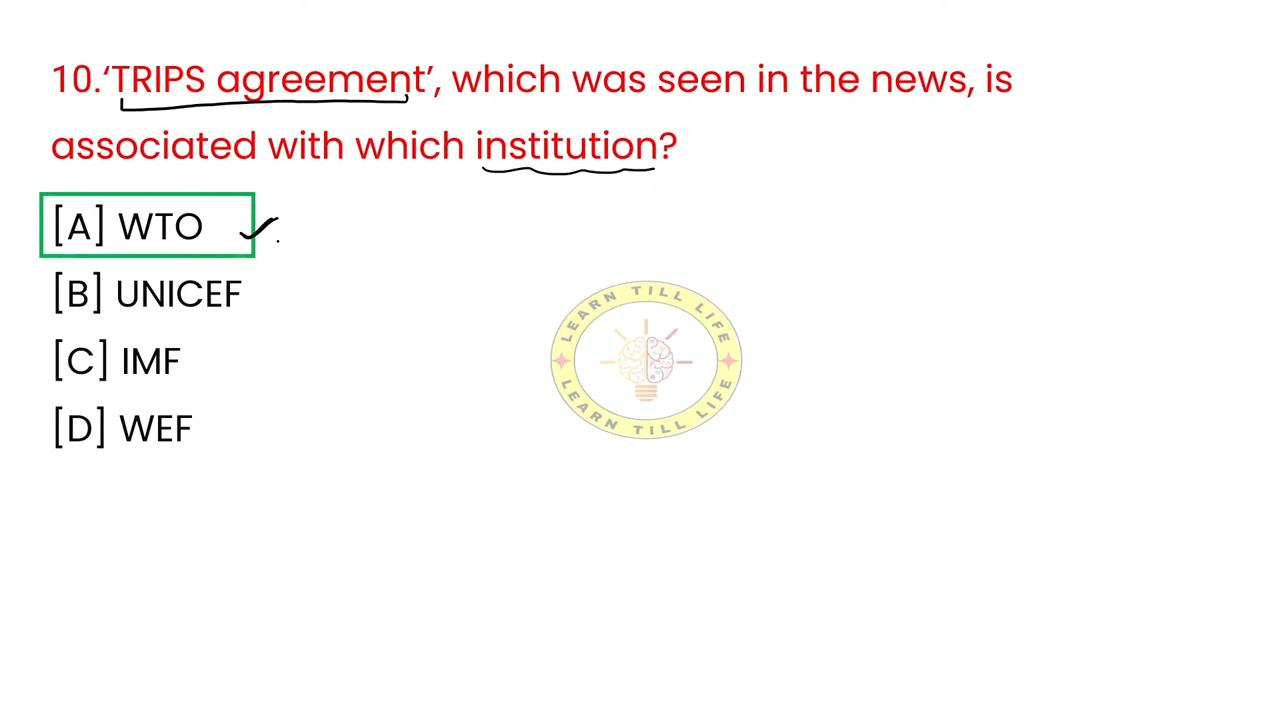 10.‘TRIPS agreement’, which was seen in the news, is
associated with which institution?
[A] WTO
[B] UNICEF
[C] IMF
[D] WEF
LEARN TILL LIFE
LEARN TILL LIFE